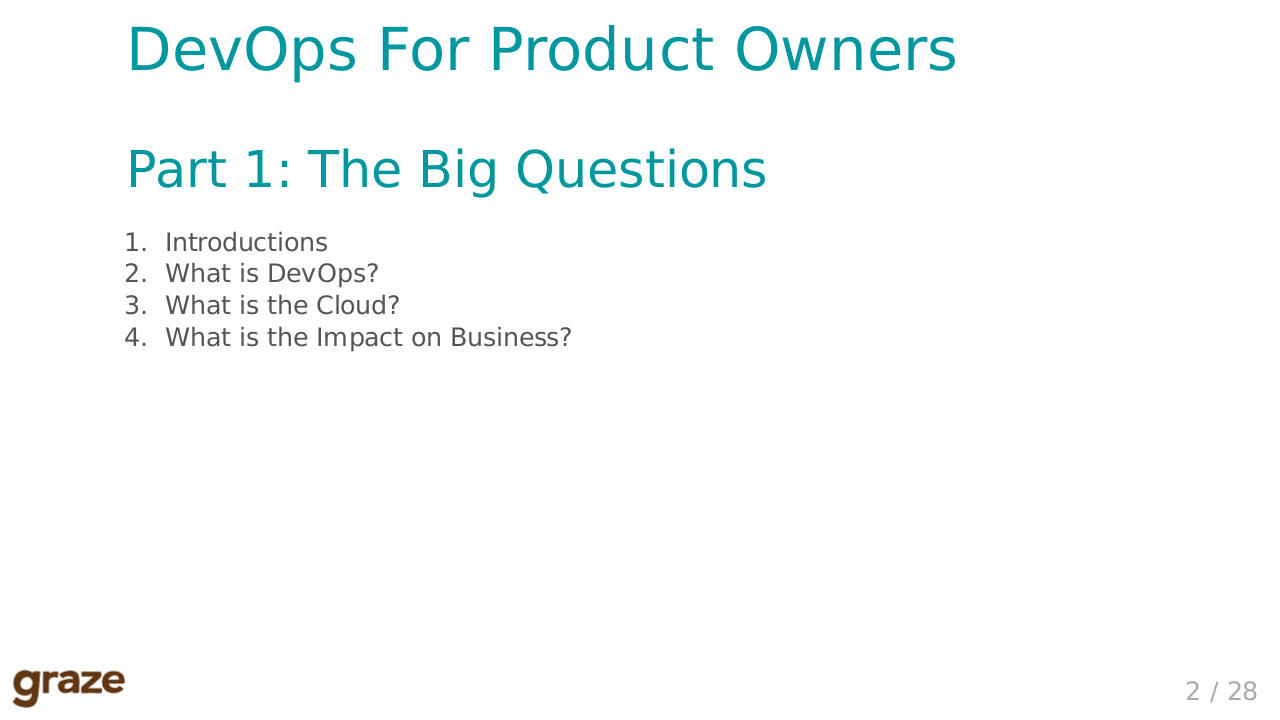 DevOps For Product Owners
Part 1: The Big Questions
1. Introductions
2. What is DevOps?
3. What is the Cloud?
4. What is the Impact on Business?
graze
2 / 28